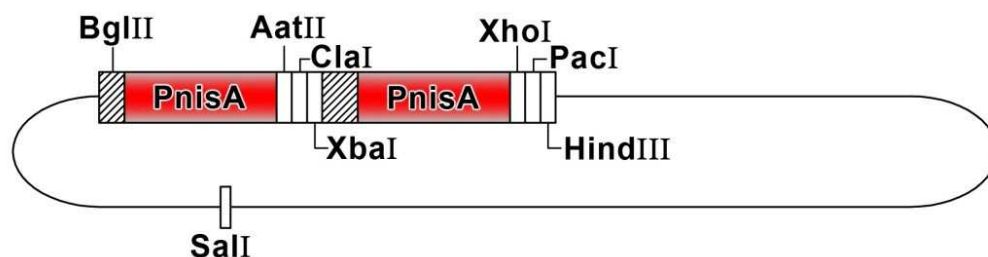 BglII AatII ClaI XhoI PacI
PnisA PnisA
XbaI HindIII
SalI